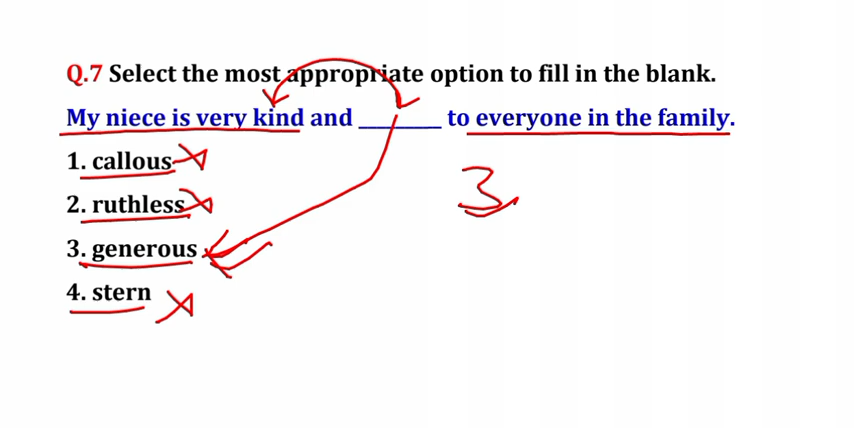 Q.7 Select the most appropriate option to fill in the blank.
My niece is very kind and ______ to everyone in the family.
1. callous
2. ruthless
3. generous
4. stern
3